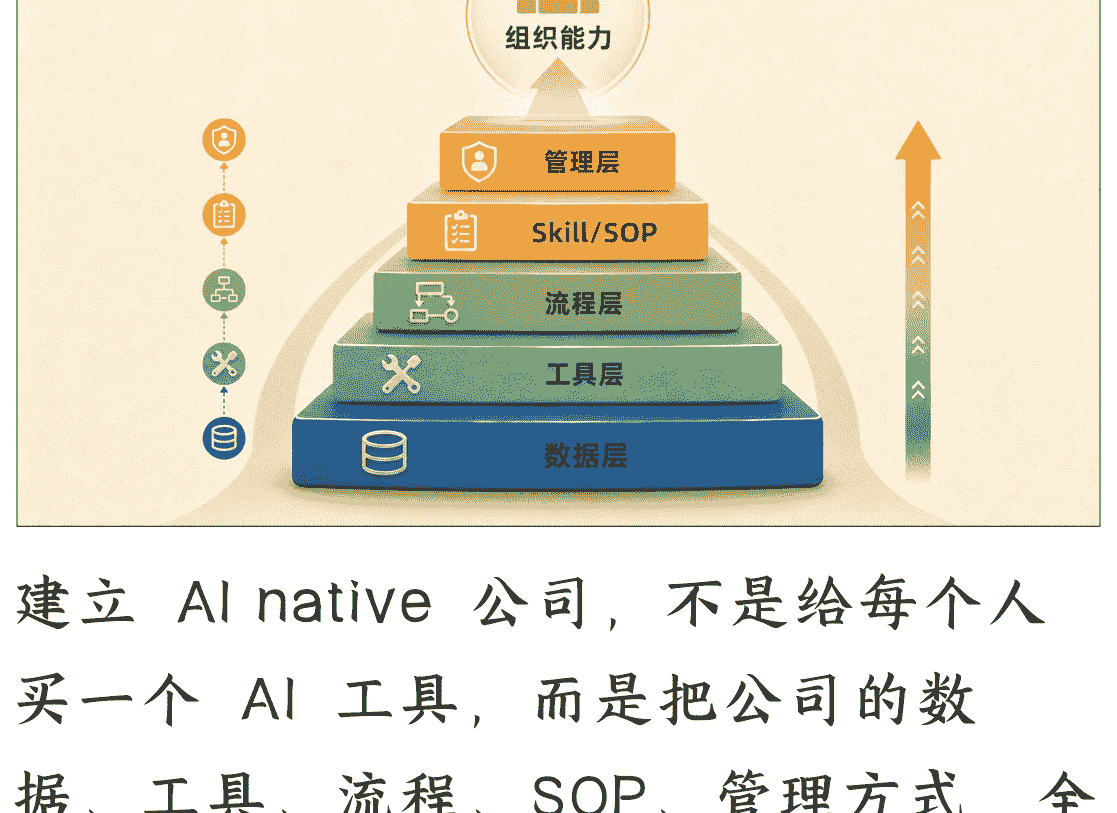 组织能力
管理层
Skill/SOP
流程层
工具层
数据层
建立 AI native 公司，不是给每个人
买一个 AI 工具，而是把公司的数
据、工具、流程、SOP、管理方式、全